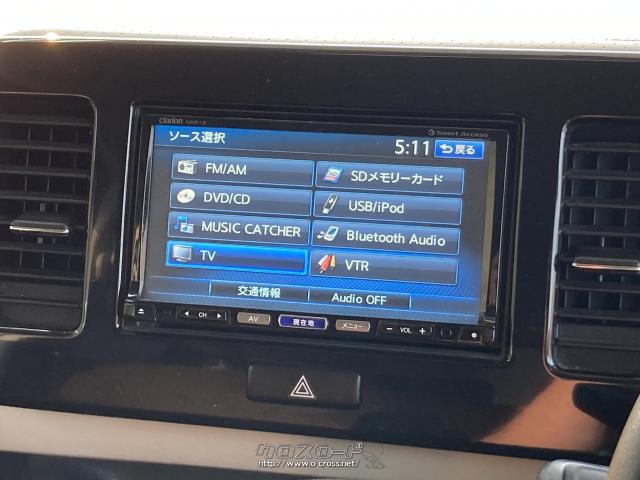 clarion
Smart Access
ソース選択
5:11
戻る
FM/AM
SDメモリーカード
DVD/CD
USB/iPod
MUSIC CATCHER
Bluetooth Audio
TV
VTR
交通情報
Audio OFF
CH
AV
現在地
メニュー
− VOL +
クロスロード
http://www.o-cross.net/